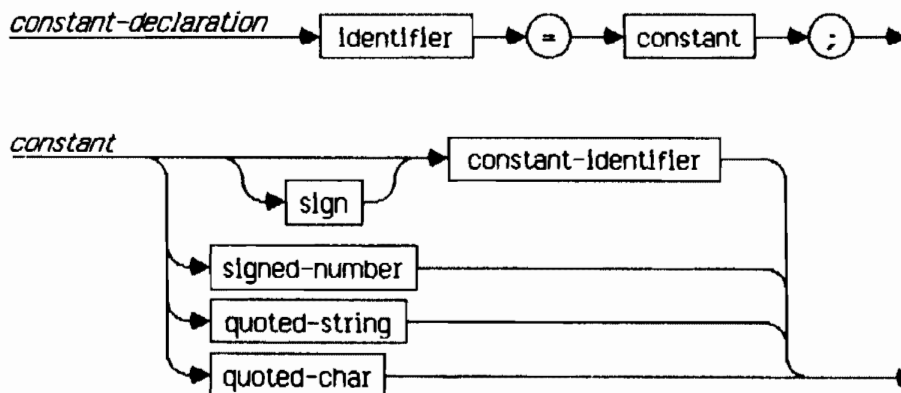 constant-declaration
identifier = constant ;
constant
constant-identifier
sign
signed-number
quoted-string
quoted-char